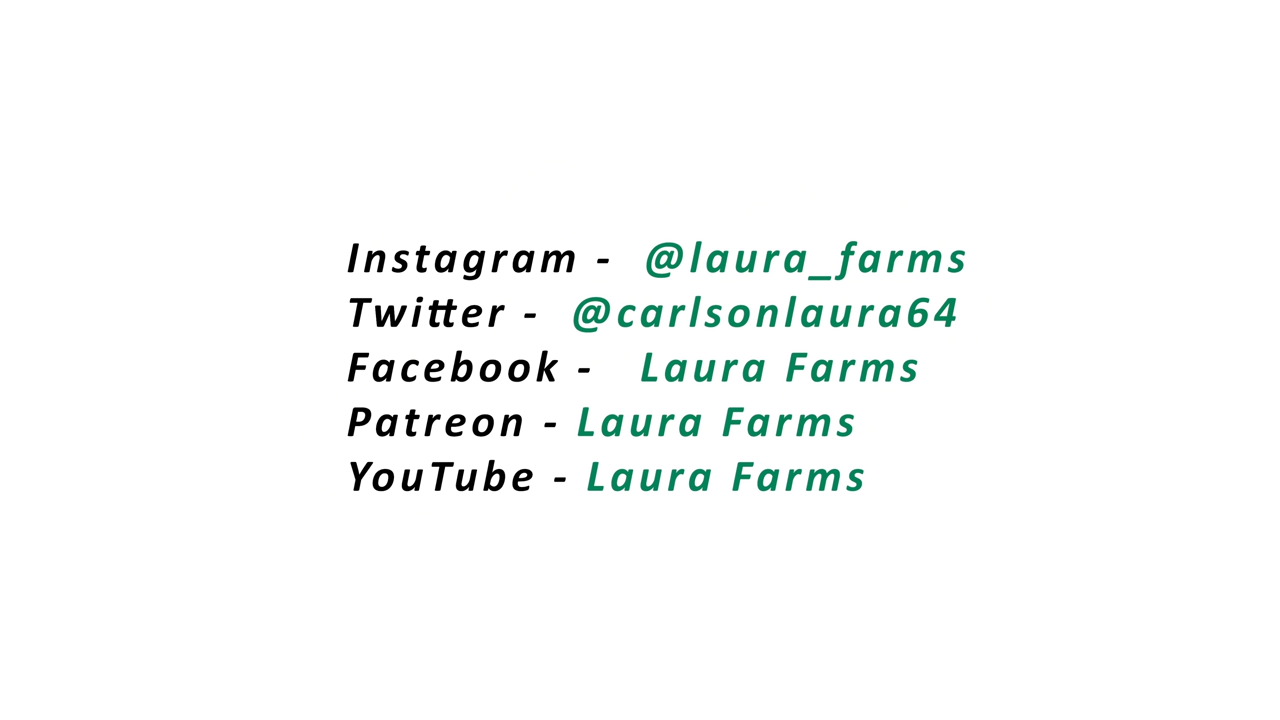 Instagram - @laura_farms
Twitter - @carlsonlaura64
Facebook - Laura Farms
Patreon - Laura Farms
YouTube - Laura Farms